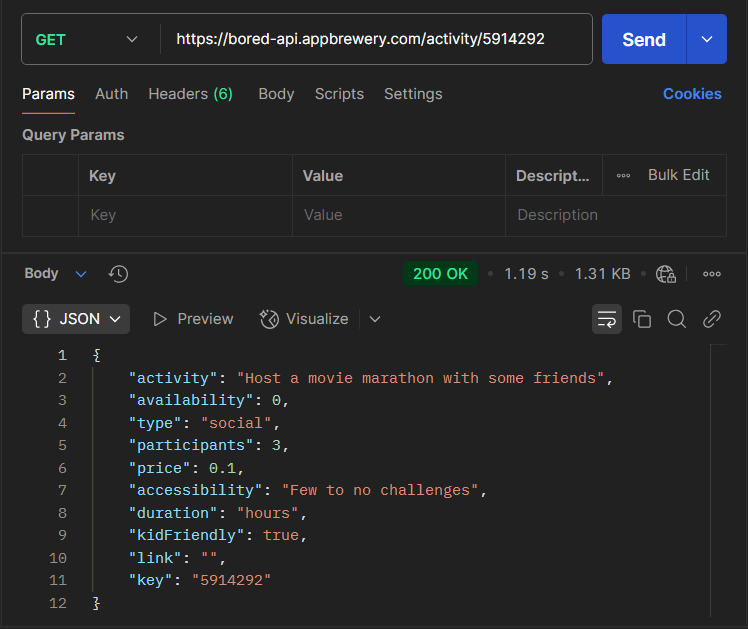 GET https://bored-api.appbrewery.com/activity/5914292 Send
Params Auth Headers (6) Body Scripts Settings Cookies
Query Params
Key Value Descript... Bulk Edit
Key Value Description
Body 200 OK • 1.19 s • 1.31 KB •
{} JSON Preview Visualize
1 {
2 "activity": "Host a movie marathon with some friends",
3 "availability": 0,
4 "type": "social",
5 "participants": 3,
6 "price": 0.1,
7 "accessibility": "Few to no challenges",
8 "duration": "hours",
9 "kidFriendly": true,
10 "link": "",
11 "key": "5914292"
12 }